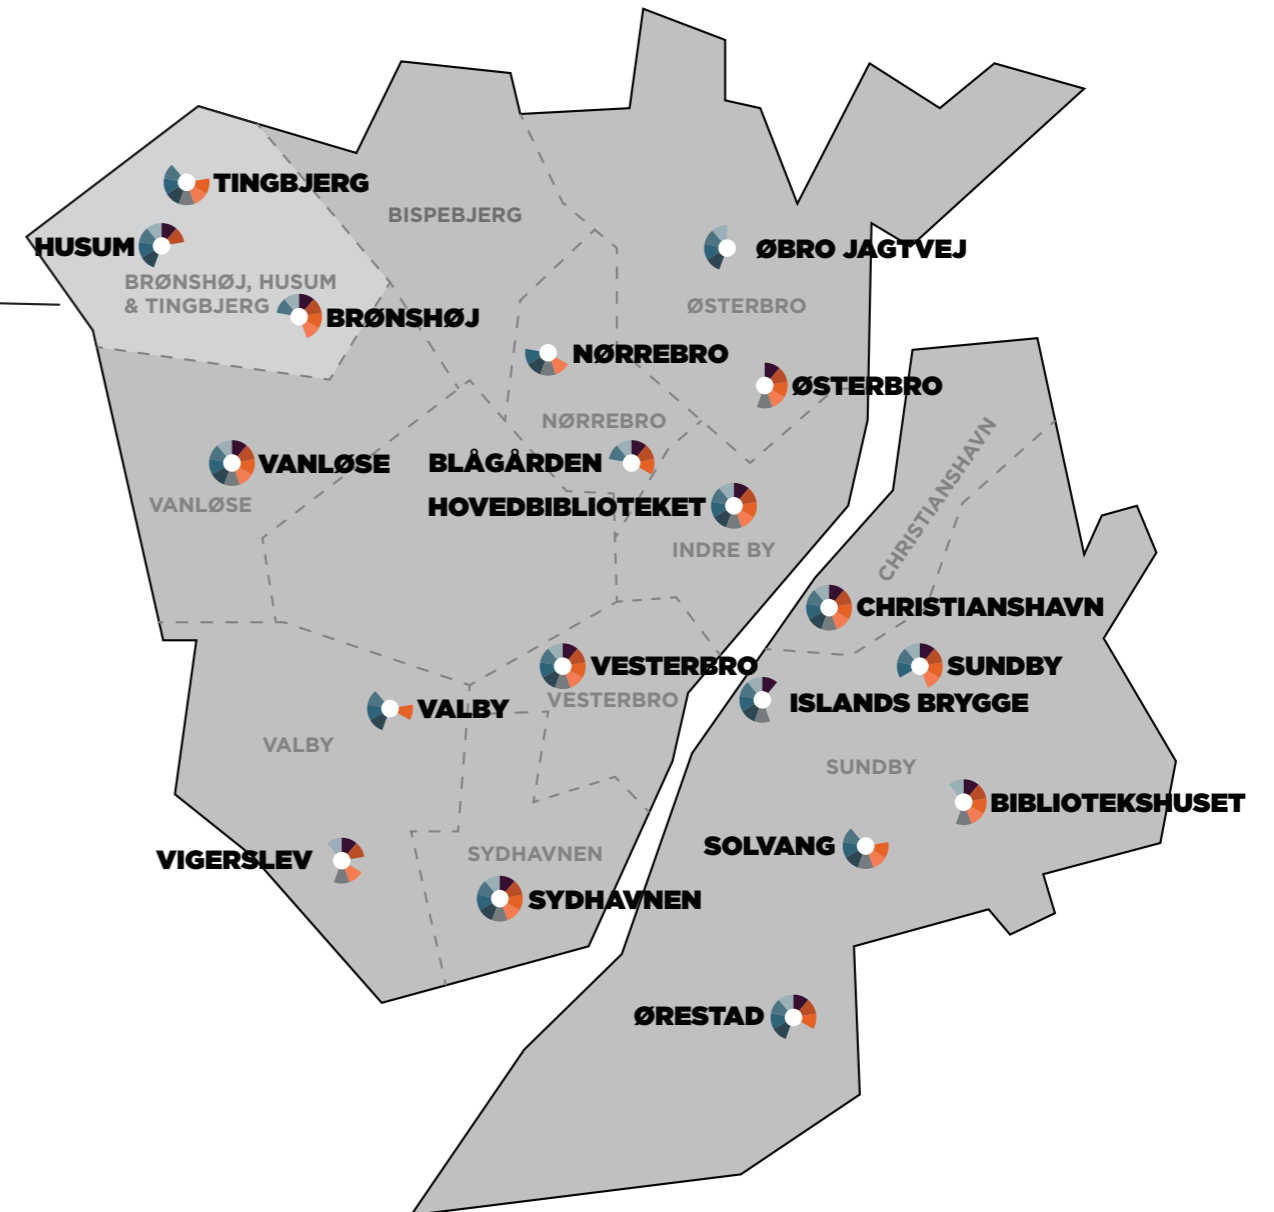 TINGBJERG
BISPEBJERG
HUSUM
ØBRO JAGTVEJ
BRØNSHØJ, HUSUM
& TINGBJERG
ØSTERBRO
BRØNSHØJ
NØRREBRO
ØSTERBRO
NØRREBRO
CHRISTIANSHAVN
VANLØSE
BLÅGÅRDEN
VANLØSE
HOVEDBIBLIOTEKET
INDRE BY
CHRISTIANSHAVN
VESTERBRO
SUNDBY
VESTERBRO
ISLANDS BRYGGE
VALBY
VALBY
SUNDBY
BIBLIOTEKSHUSET
SOLVANG
VIGERSLEV
SYDHAVNEN
SYDHAVNEN
ØRESTAD